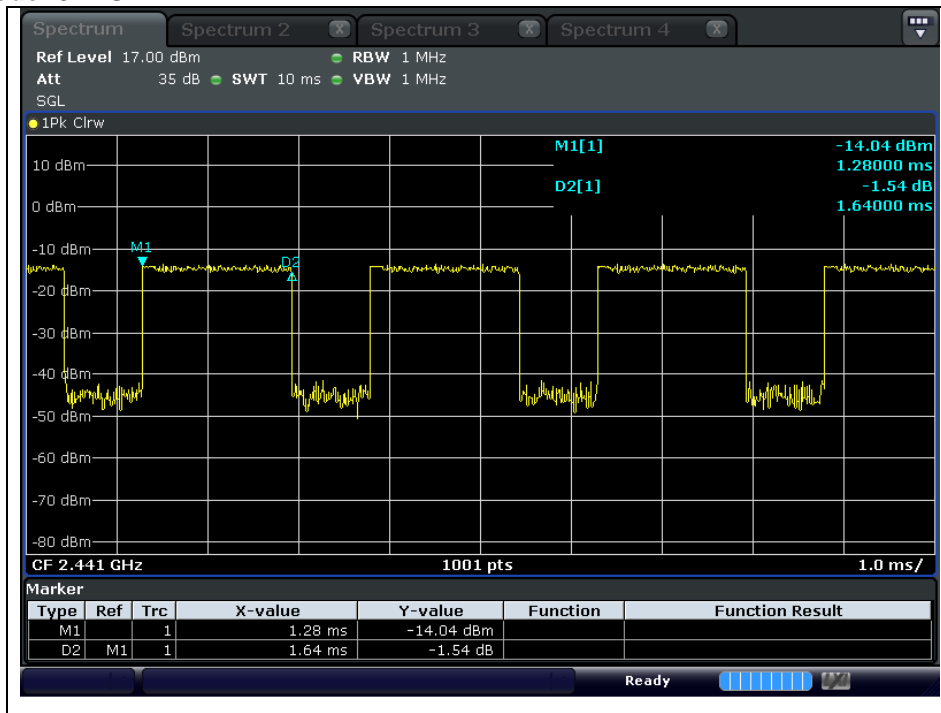 Spectrum Spectrum 2 X Spectrum 3 X Spectrum 4 X
Ref Level 17.00 dBm RBW 1 MHz
Att 35 dB SWT 10 ms VBW 1 MHz
SGL
1Pk Clrw
M1[1] -14.04 dBm
1.28000 ms
D2[1] -1.54 dB
1.64000 ms
10 dBm
0 dBm
-10 dBm
M1
D2
-20 dBm
-30 dBm
-40 dBm
-50 dBm
-60 dBm
-70 dBm
-80 dBm
CF 2.441 GHz 1001 pts 1.0 ms/
Marker
Type Ref Trc X-value Y-value Function Function Result
M1 1 1.28 ms -14.04 dBm
D2 M1 1 1.64 ms -1.54 dB
Ready